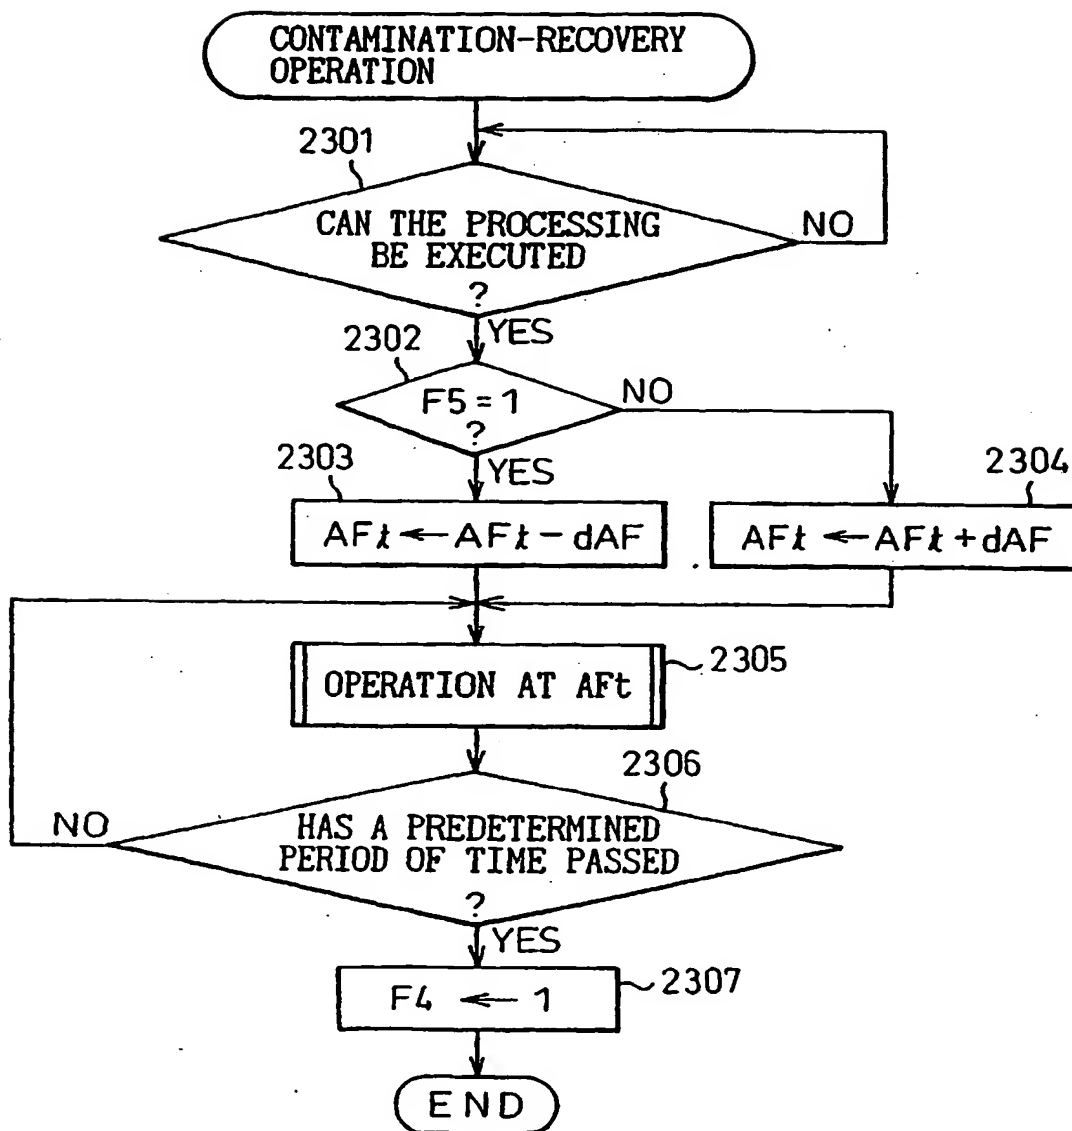 CONTAMINATION-RECOVERY
OPERATION
2301
CAN THE PROCESSING
BE EXECUTED
?
NO
YES
2302
F5 = 1
?
NO
YES
2303
AFt ← AFt - dAF
2304
AFt ← AFt + dAF
OPERATION AT AFt
2305
2306
HAS A PREDETERMINED
PERIOD OF TIME PASSED
?
NO
YES
F4 ← 1
2307
END